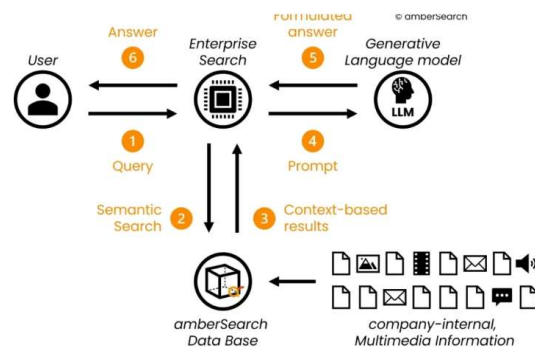 Formulated
© amberSearch
Answer
answer
Enterprise
Search
Generative
Language model
User
6
5
LLM
1
4
Query
Prompt
Semantic
Search
2
3
Context-based
results
amberSearch
Data Base
company-internal,
Multimedia Information